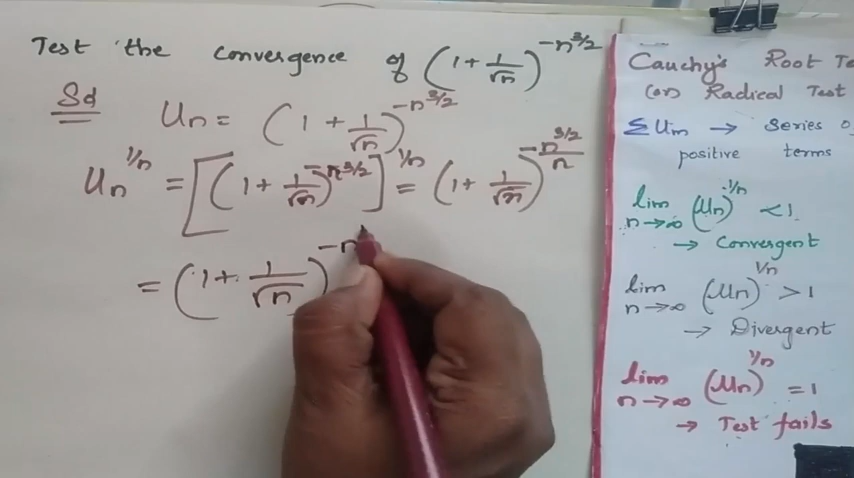 Test the convergence of (1 + 1/√n)^(-n^3/2)
Sol Un = (1 + 1/√n)^(-n^3/2)
Un^(1/n) = [(1 + 1/√n)^(-n^3/2)]^(1/n) = (1 + 1/√n)^(-n^(3/2)/n)
= (1 + 1/√n)^(-n
Cauchy's Root Te
(or) Radical Test
ΣUn → series o
positive terms
lim n→∞ (Un)^(1/n) < 1
→ Convergent
lim n→∞ (Un)^(1/n) > 1
→ Divergent
lim n→∞ (Un)^(1/n) = 1
→ Test fails